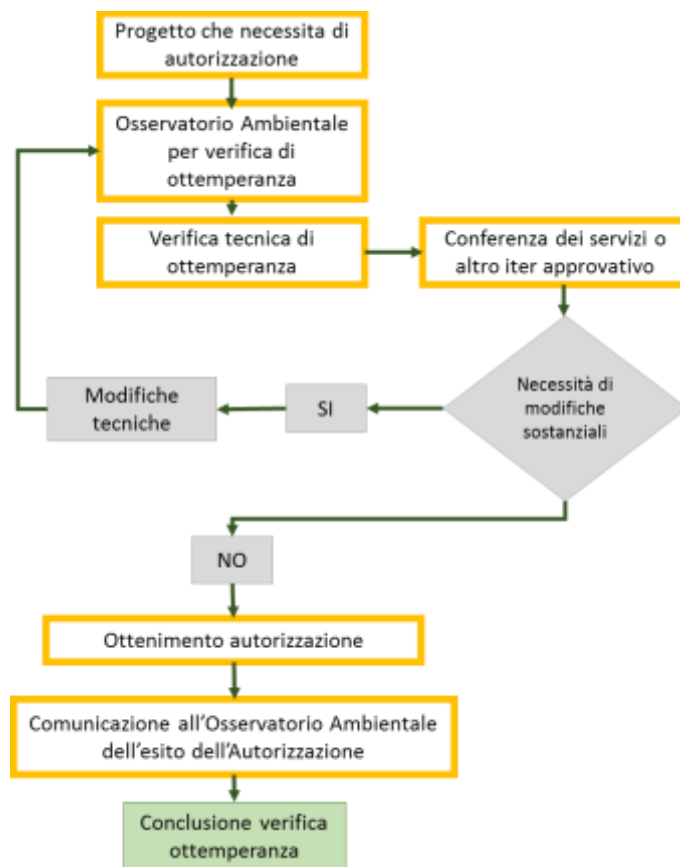 Progetto che necessita di
autorizzazione
Osservatorio Ambientale
per verifica di
ottemperanza
Verifica tecnica di
ottemperanza
Conferenza dei servizi o
altro iter approvativo
Necessità di
modifiche
sostanziali
SI
Modifiche
tecniche
NO
Ottenimento autorizzazione
Comunicazione all'Osservatorio Ambientale
dell'esito dell'Autorizzazione
Conclusione verifica
ottemperanza